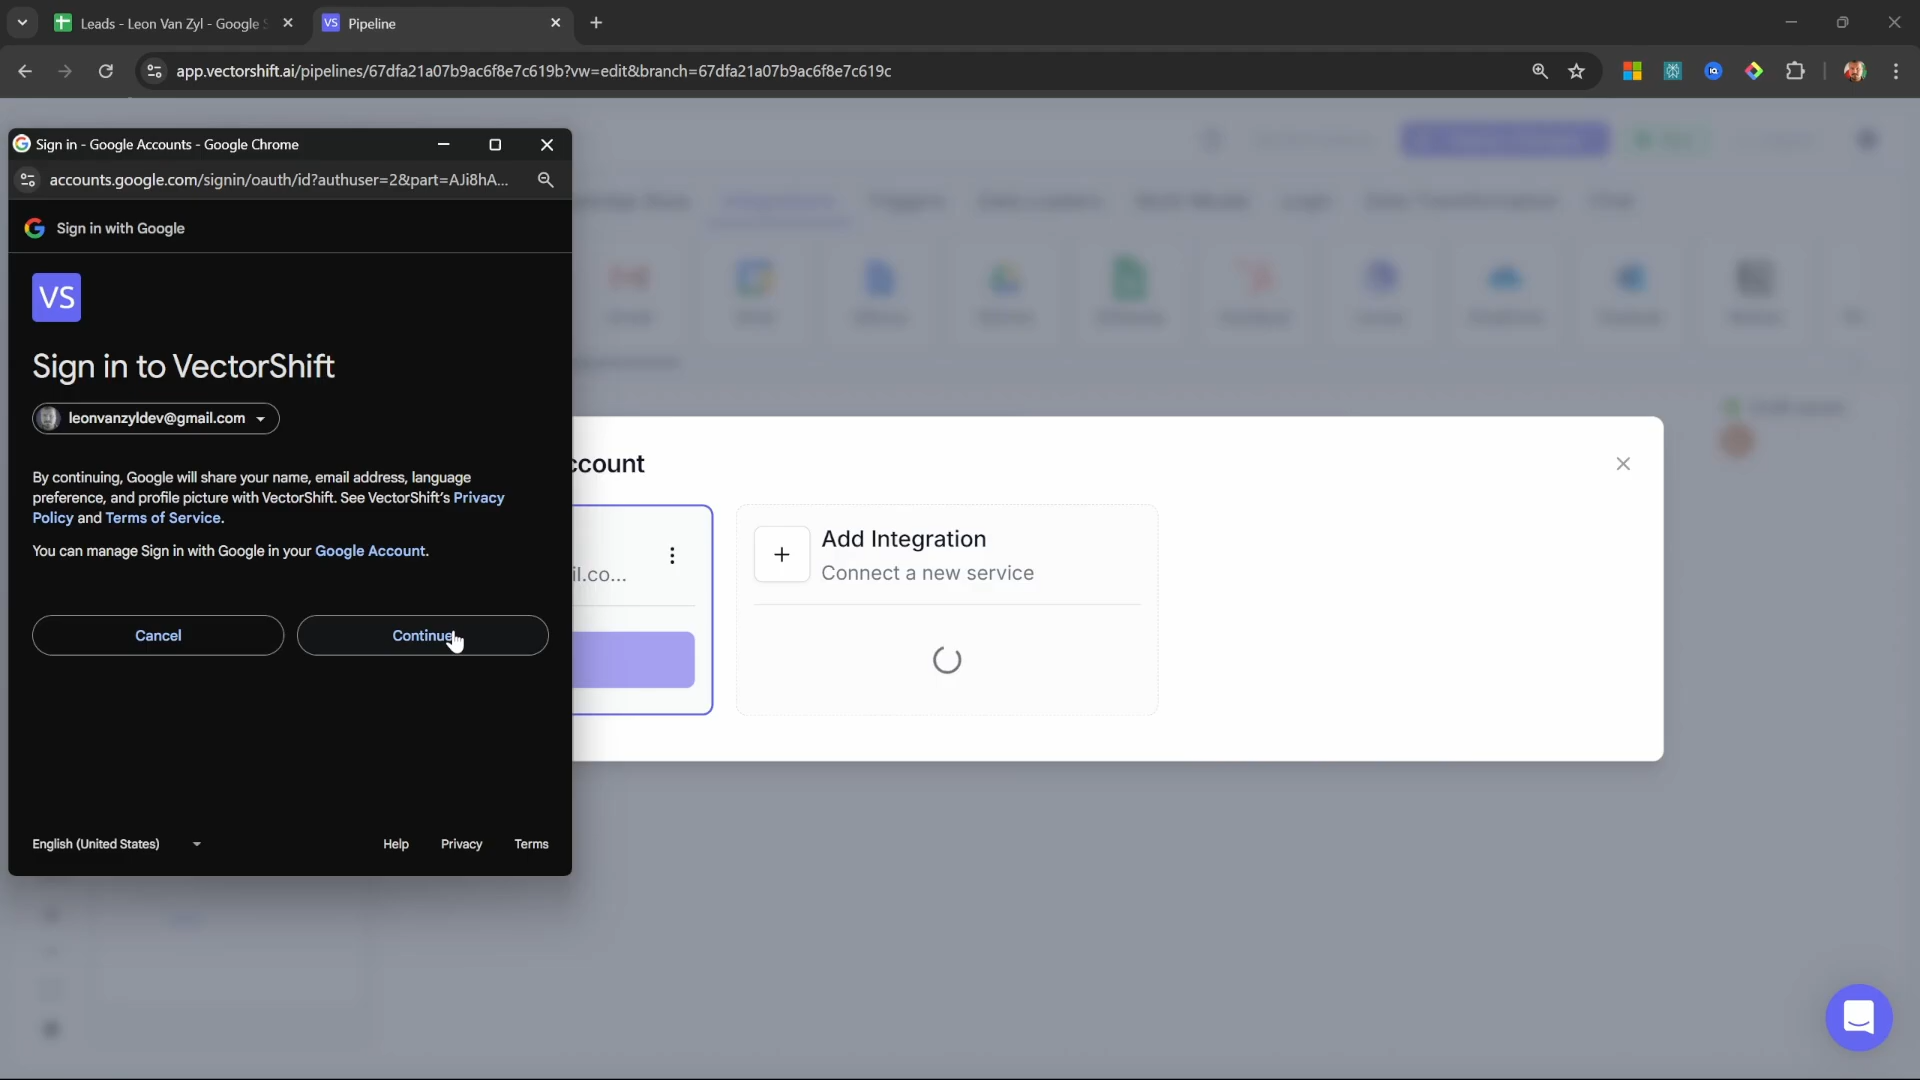 Leads - Leon Van Zyl - Google S
VS Pipeline
app.vectorshift.ai/pipelines/67dfa21a07b9ac6f8e7c619b?vw=edit&branch=67dfa21a07b9ac6f8e7c619c
Sign in - Google Accounts - Google Chrome
accounts.google.com/signin/oauth/id?authuser=2&part=AJi8hA...
Sign in with Google
VS
Sign in to VectorShift
leonvanzyldev@gmail.com
By continuing, Google will share your name, email address, language
preference, and profile picture with VectorShift. See VectorShift's Privacy
Policy and Terms of Service.
You can manage Sign in with Google in your Google Account.
Cancel
Continue
English (United States)
Help
Privacy
Terms
ccount
il.co...
Add Integration
Connect a new service